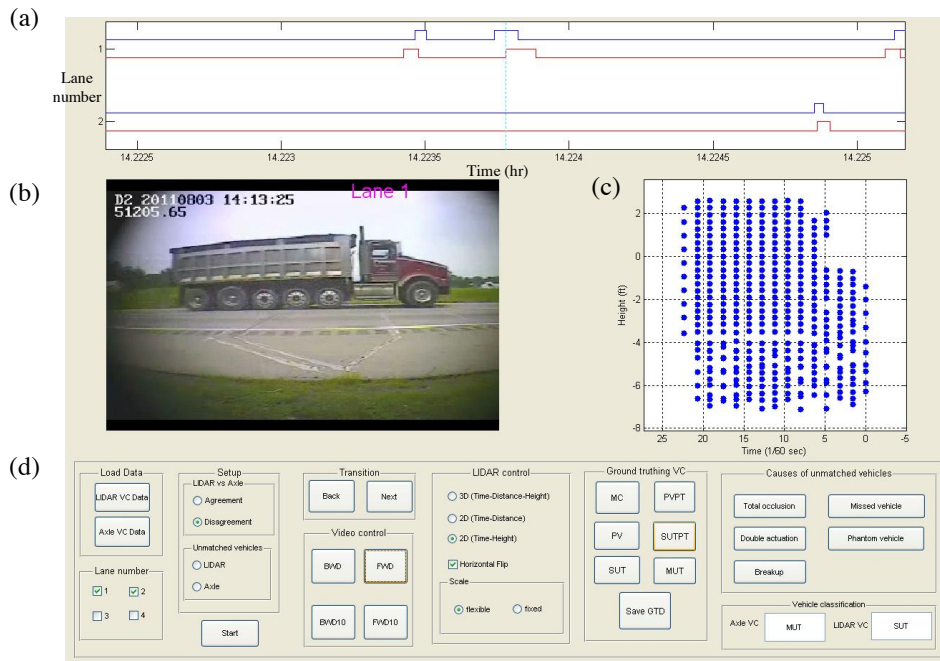 (a)
1
Lane
number
2
14.2225 14.223 14.2235 14.224 14.2245 14.225
Time (hr)
(b)
Lane 1
D2 20110803 14:13:25
51205.65
(c)
2
0
-2
-4
-6
-8
Height (ft)
25 20 15 10 5 0 -5
Time (1/60 sec)
(d)
Load Data
LIDAR VC Data
Axle VC Data
Lane number
1 2
3 4
Setup
LIDAR vs Axle
Agreement
Disagreement
Unmatched vehicles
LIDAR
Axle
Start
Transition
Back Next
Video control
BWD FWD
BWD10 FWD10
LIDAR control
3D (Time-Distance-Height)
2D (Time-Distance)
2D (Time-Height)
Horizontal Flip
Scale
flexible fixed
Ground truthing VC
MC PVPT
PV SUTPT
SUT MUT
Save GTD
Causes of unmatched vehicles
Total occlusion Missed vehicle
Double actuation Phantom vehicle
Breakup
Vehicle classification
Axle VC MUT LIDAR VC SUT